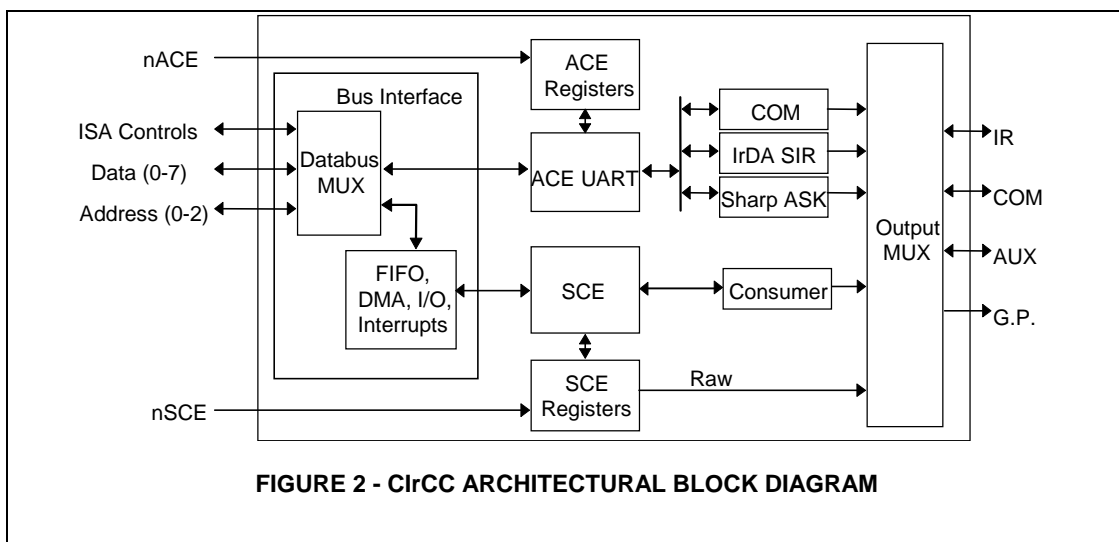 nACE
ISA Controls
Data (0-7)
Address (0-2)
nSCE
Bus Interface
Databus
MUX
FIFO,
DMA, I/O,
Interrupts
ACE
Registers
ACE UART
SCE
SCE
Registers
COM
IrDA SIR
Sharp ASK
Consumer
Raw
Output
MUX
IR
COM
AUX
G.P.
FIGURE 2 - CIrCC ARCHITECTURAL BLOCK DIAGRAM